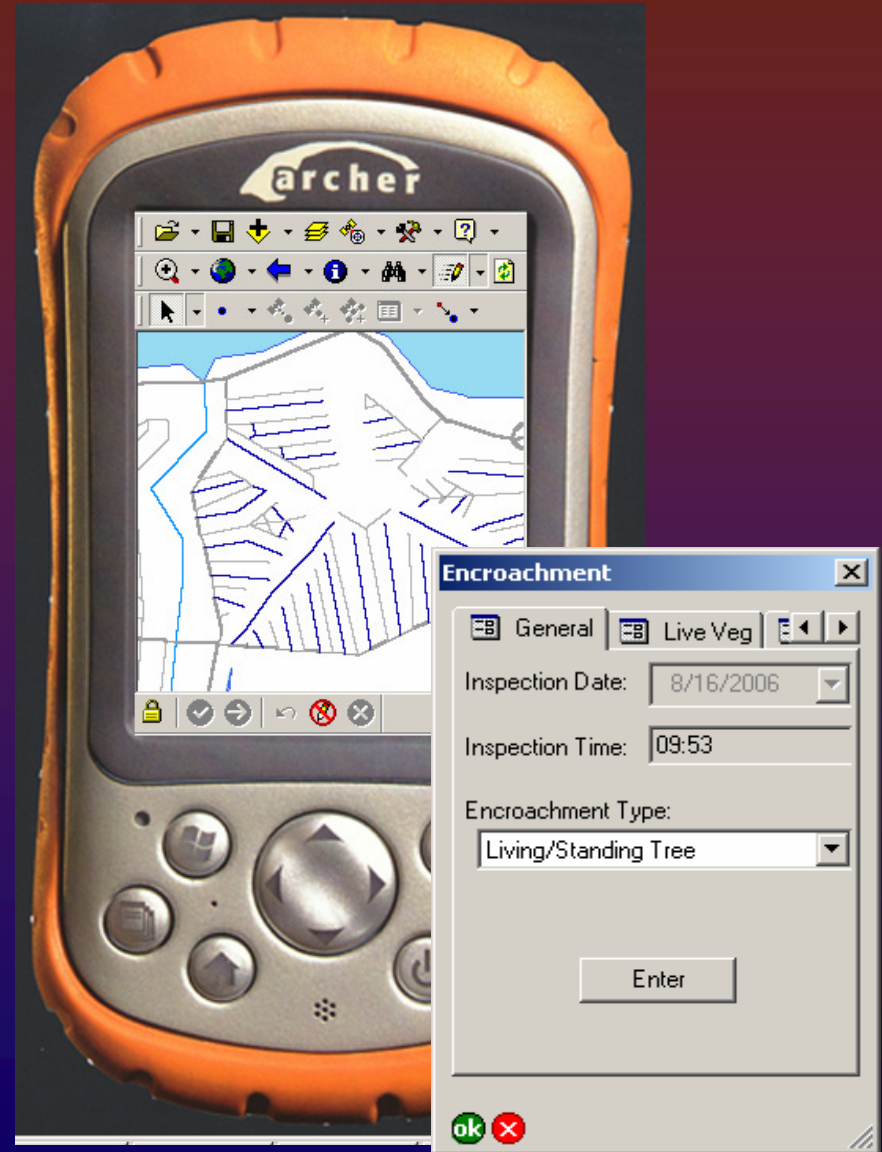 archer
Encroachment
General
Live Veg
Inspection Date: 8/16/2006
Inspection Time: 09:53
Encroachment Type:
Living/Standing Tree
Enter
ok